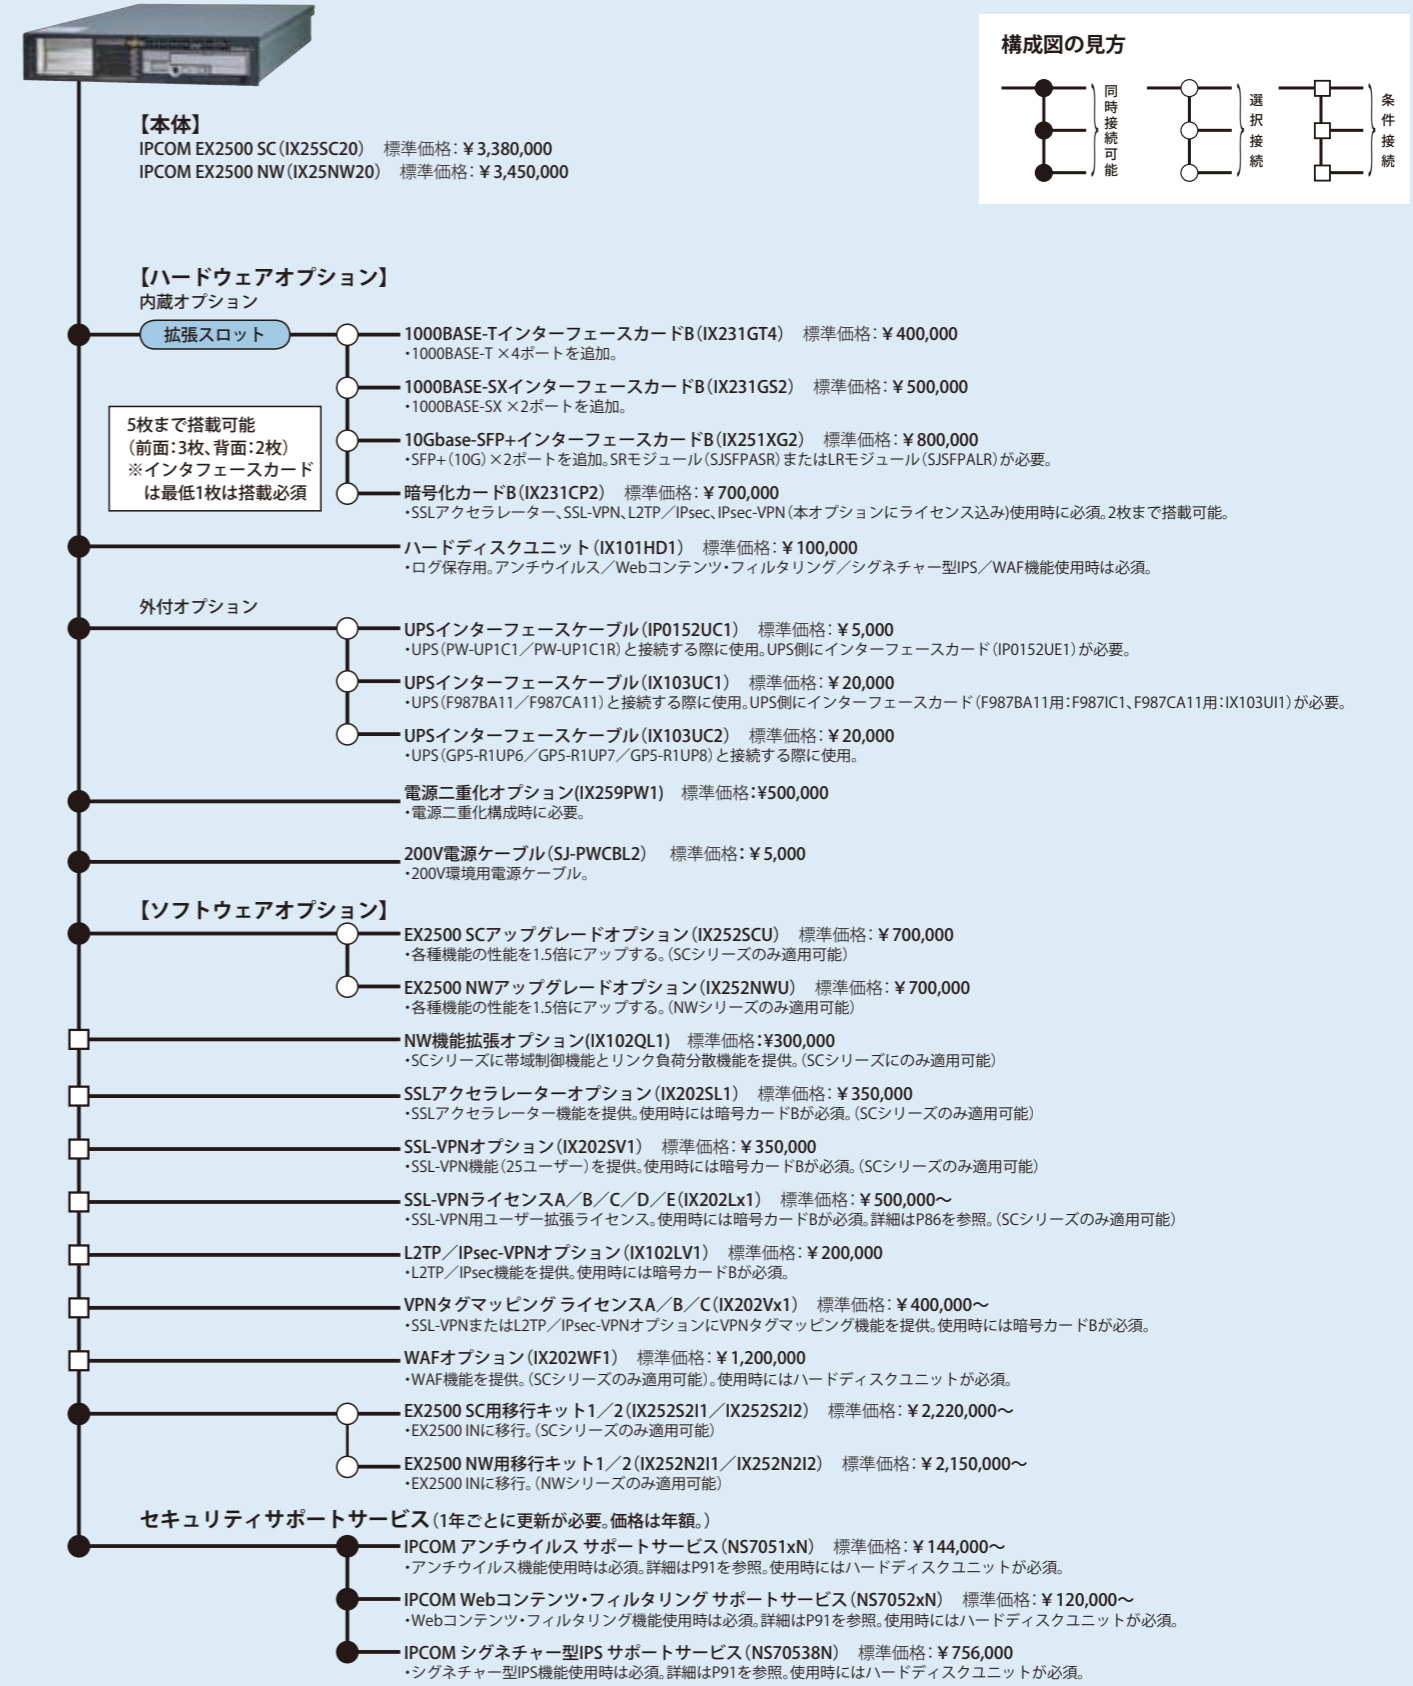 構成図の見方
同時接続可能
選択接続
条件接続
【本体】
IPCOM EX2500 SC(IX25SC20) 標準価格:¥3,380,000
IPCOM EX2500 NW(IX25NW20) 標準価格:¥3,450,000
【ハードウェアオプション】
内蔵オプション
拡張スロット
5枚まで搭載可能
(前面:3枚、背面:2枚)
※インタフェースカード
は最低1枚は搭載必須
1000BASE-TインターフェースカードB(IX231GT4) 標準価格:¥400,000
・1000BASE-T ×4ポートを追加。
1000BASE-SXインターフェースカードB(IX231GS2) 標準価格:¥500,000
・1000BASE-SX ×2ポートを追加。
10Gbase-SFP+インターフェースカードB(IX251XG2) 標準価格:¥800,000
・SFP+(10G)×2ポートを追加。SRモジュール(SJSFPASR)またはLRモジュール(SJSFPALR)が必要。
暗号化カードB(IX231CP2) 標準価格:¥700,000
・SSLアクセラレーター、SSL-VPN、L2TP/IPsec、IPsec-VPN(本オプションにライセンス込み)使用時に必須。2枚まで搭載可能。
ハードディスクユニット(IX101HD1) 標準価格:¥100,000
・ログ保存用。アンチウイルス/Webコンテンツ・フィルタリング/シグネチャー型IPS/WAF機能使用時は必須。
外付オプション
UPSインターフェースケーブル(IP0152UC1) 標準価格:¥5,000
・UPS(PW-UP1C1/PW-UP1C1R)と接続する際に使用。UPS側にインターフェースカード(IP0152UE1)が必要。
UPSインターフェースケーブル(IX103UC1) 標準価格:¥20,000
・UPS(F987BA11/F987CA11)と接続する際に使用。UPS側にインターフェースカード(F987BA11用:F987IC1、F987CA11用:IX103UI1)が必要。
UPSインターフェースケーブル(IX103UC2) 標準価格:¥20,000
・UPS(GP5-R1UP6/GP5-R1UP7/GP5-R1UP8)と接続する際に使用。
電源二重化オプション(IX259PW1) 標準価格:¥500,000
・電源二重化構成時に必要。
200V電源ケーブル(SJ-PWCBL2) 標準価格:¥5,000
・200V環境用電源ケーブル。
【ソフトウェアオプション】
EX2500 SCアップグレードオプション(IX252SCU) 標準価格:¥700,000
・各種機能の性能を1.5倍にアップする。(SCシリーズのみ適用可能)
EX2500 NWアップグレードオプション(IX252NWU) 標準価格:¥700,000
・各種機能の性能を1.5倍にアップする。(NWシリーズのみ適用可能)
NW機能拡張オプション(IX102QL1) 標準価格:¥300,000
・SCシリーズに帯域制御機能とリンク負荷分散機能を提供。(SCシリーズにのみ適用可能)
SSLアクセラレーターオプション(IX202SL1) 標準価格:¥350,000
・SSLアクセラレーター機能を提供。使用時には暗号カードBが必須。(SCシリーズのみ適用可能)
SSL-VPNオプション(IX202SV1) 標準価格:¥350,000
・SSL-VPN機能(25ユーザー)を提供。使用時には暗号カードBが必須。(SCシリーズのみ適用可能)
SSL-VPNライセンスA/B/C/D/E(IX202Lx1) 標準価格:¥500,000〜
・SSL-VPN用ユーザー拡張ライセンス。使用時には暗号カードBが必須。詳細はP86を参照。(SCシリーズのみ適用可能)
L2TP/IPsec-VPNオプション(IX102LV1) 標準価格:¥200,000
・L2TP/IPsec機能を提供。使用時には暗号カードBが必須。
VPNタグマッピング ライセンスA/B/C(IX202Vx1) 標準価格:¥400,000〜
・SSL-VPNまたはL2TP/IPsec-VPNオプションにVPNタグマッピング機能を提供。使用時には暗号カードBが必須。
WAFオプション(IX202WF1) 標準価格:¥1,200,000
・WAF機能を提供。(SCシリーズのみ適用可能)。使用時にはハードディスクユニットが必須。
EX2500 SC用移行キット1/2(IX252S2I1/IX252S2I2) 標準価格:¥2,220,000〜
・EX2500 INに移行。(SCシリーズのみ適用可能)
EX2500 NW用移行キット1/2(IX252N2I1/IX252N2I2) 標準価格:¥2,150,000〜
・EX2500 INに移行。(NWシリーズのみ適用可能)
セキュリティサポートサービス(1年ごとに更新が必要。価格は年額。)
IPCOM アンチウイルス サポートサービス(NS7051xN) 標準価格:¥144,000〜
・アンチウイルス機能使用時は必須。詳細はP91を参照。使用時にはハードディスクユニットが必須。
IPCOM Webコンテンツ・フィルタリング サポートサービス(NS7052xN) 標準価格:¥120,000〜
・Webコンテンツ・フィルタリング機能使用時は必須。詳細はP91を参照。使用時にはハードディスクユニットが必須。
IPCOM シグネチャー型IPS サポートサービス(NS70538N) 標準価格:¥756,000
・シグネチャー型IPS機能使用時は必須。詳細はP91を参照。使用時にはハードディスクユニットが必須。